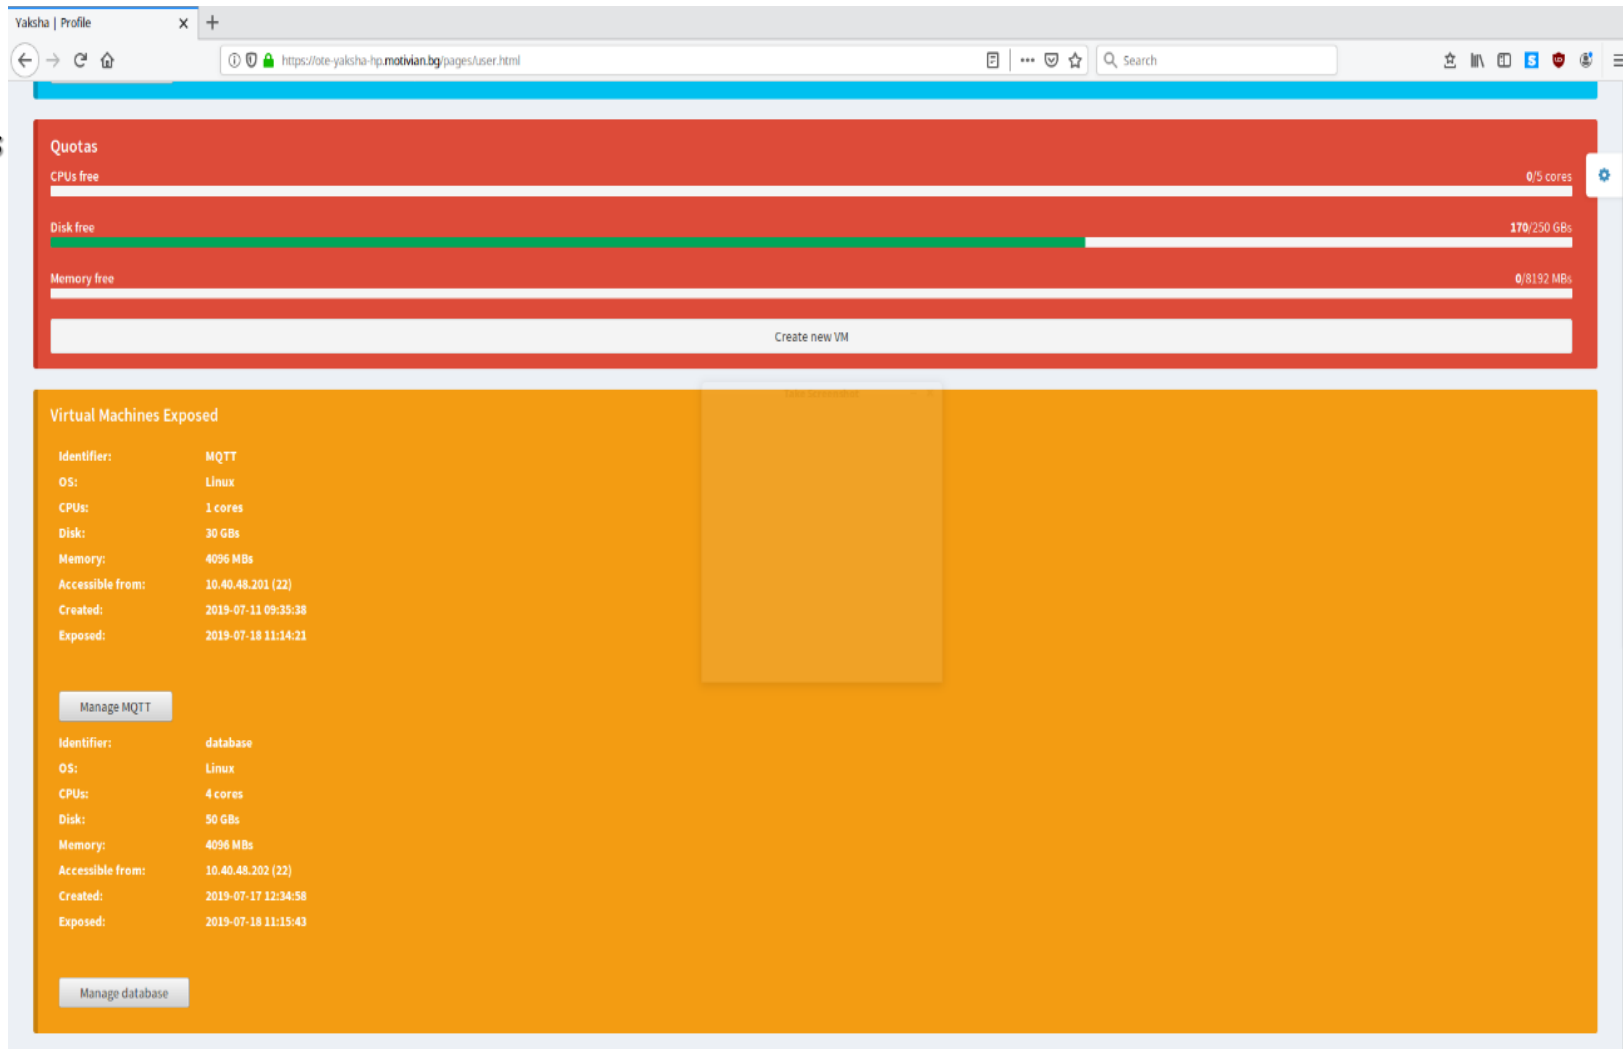 Yaksha | Profile
https://ote-yaksha-hp.motivian.bg/pages/user.html
Search
Quotas
CPUs free 0/5 cores
Disk free 170/250 GBs
Memory free 0/8192 MBs
Create new VM
Virtual Machines Exposed
Identifier: MQTT
OS: Linux
CPUs: 1 cores
Disk: 30 GBs
Memory: 4096 MBs
Accessible from: 10.40.48.201 (22)
Created: 2019-07-11 09:35:38
Exposed: 2019-07-18 11:14:21
Manage MQTT
Identifier: database
OS: Linux
CPUs: 4 cores
Disk: 50 GBs
Memory: 4096 MBs
Accessible from: 10.40.48.202 (22)
Created: 2019-07-17 12:34:58
Exposed: 2019-07-18 11:15:43
Manage database